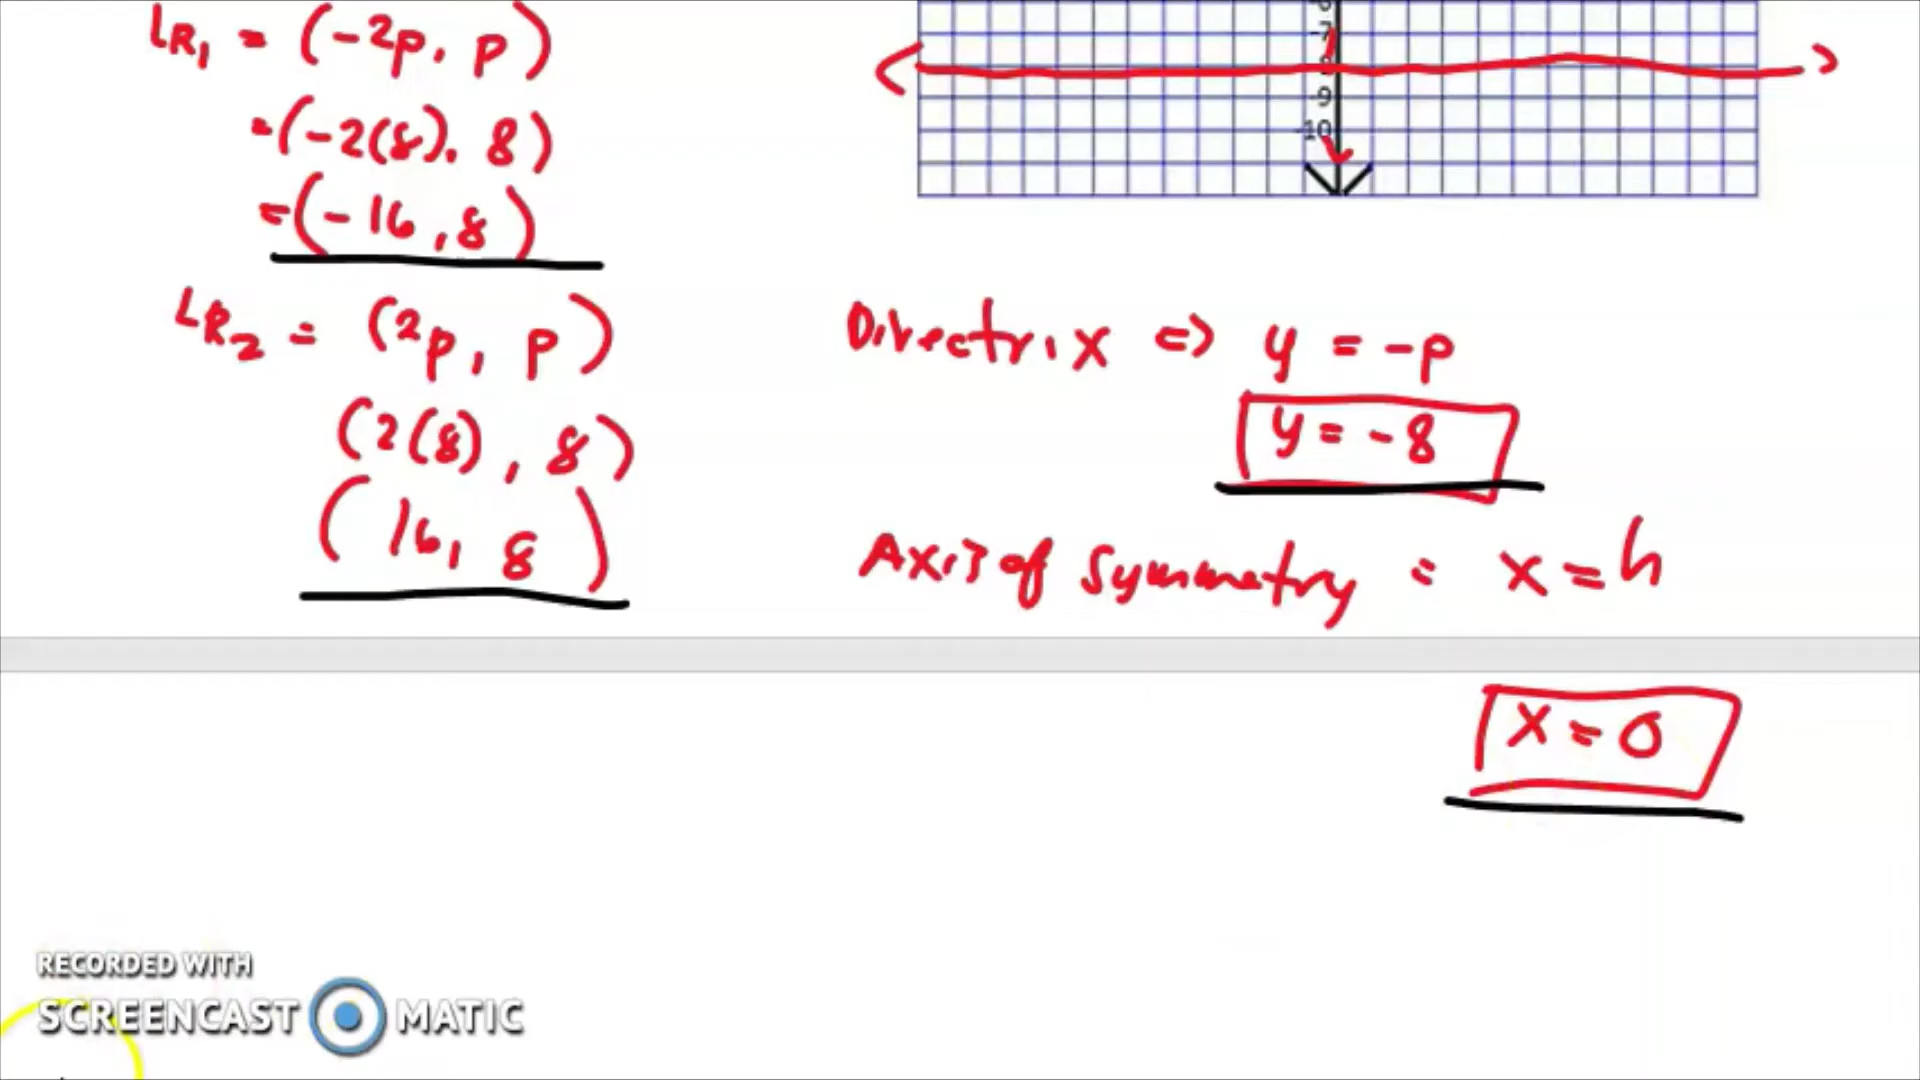 LR₁ = (-2p, p)
= (-2(8), 8)
= (-16, 8)
LR₂ = (2p, p)
(2(8), 8)
(16, 8)
-7
-9
-10
Directrix ⇔ y = -p
y = -8
Axis of Symmetry = x = h
x = 0
RECORDED WITH
SCREENCAST MATIC